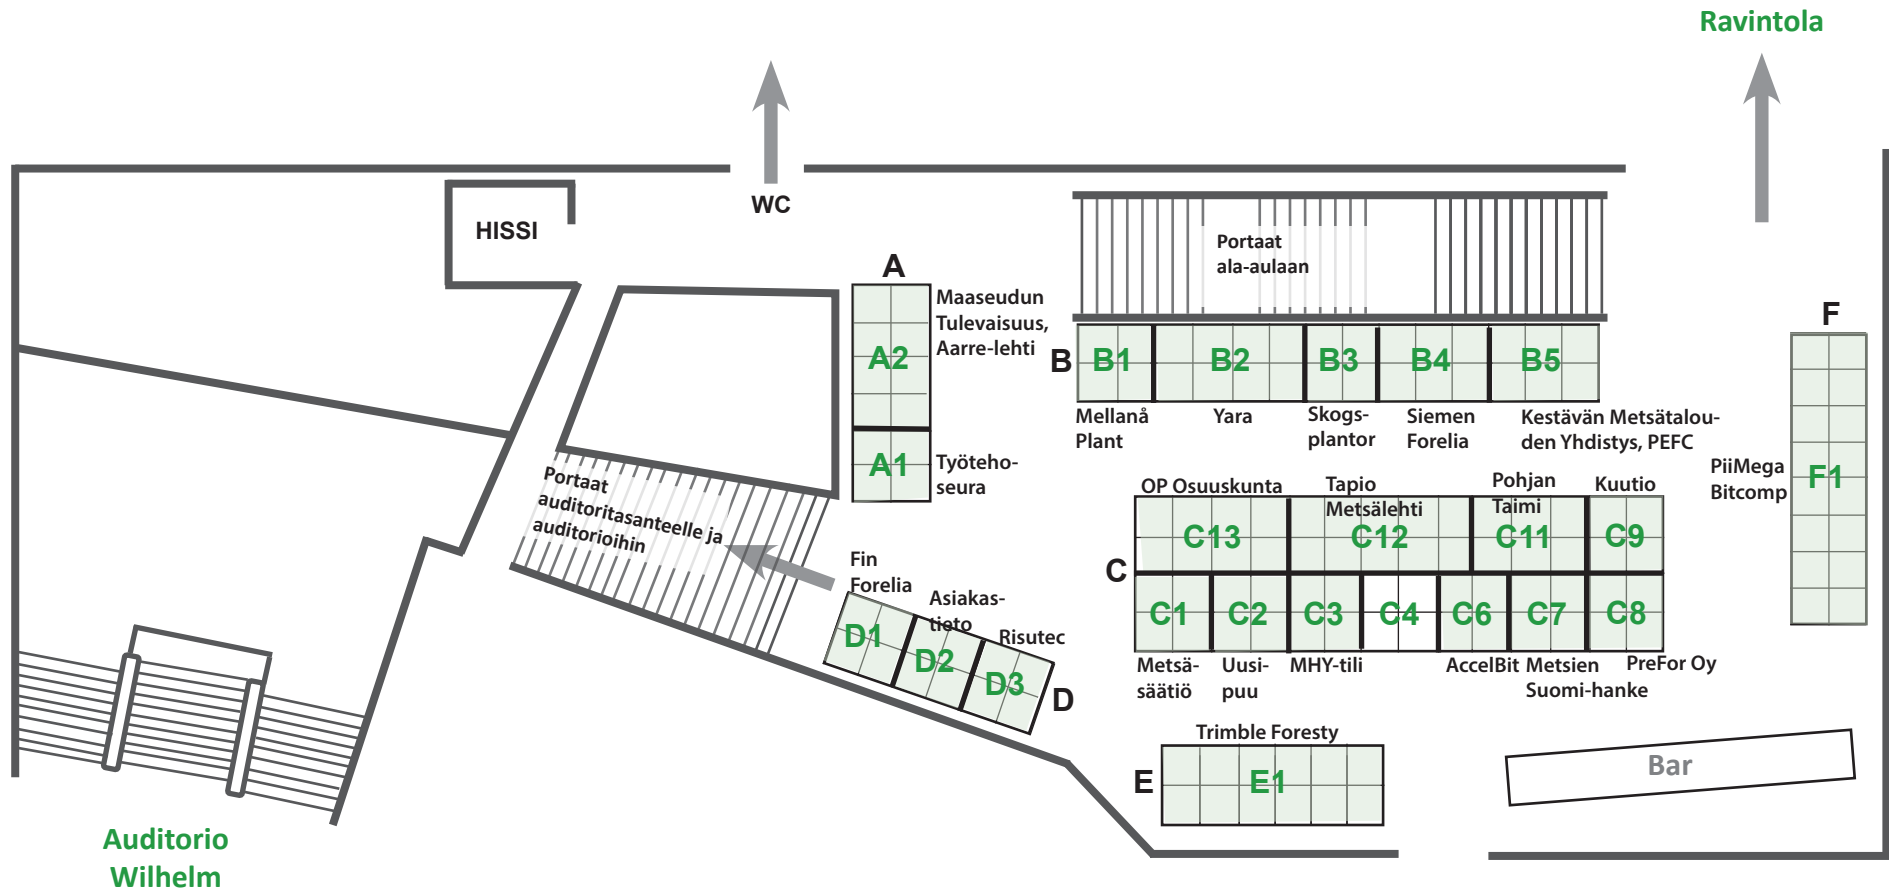 Ravintola
WC
HISSI
Portaat
ala-aulaan
A
Maaseudun
Tulevaisuus,
Aarre-lehti
A2
A1
Työteho-
seura
B
B1
B2
B3
B4
B5
Mellanå
Plant
Yara
Skogs-
plantor
Siemen
Forelia
Kestävän Metsätalou-
den Yhdistys, PEFC
F
PiiMega
Bitcomp
F1
Portaat
auditoritasanteelle ja
auditorioihin
OP Osuuskunta
Tapio
Metsälehti
Pohjan
Taimi
Kuutio
C13
C12
C11
C9
C
C1
C2
C3
C4
C6
C7
C8
Metsä-
säätiö
Uusi-
puu
MHY-tili
AccelBit
Metsien
Suomi-hanke
PreFor Oy
Fin
Forelia
Asiakas-
tieto
Risutec
D1
D2
D3
D
Trimble Foresty
E
E1
Bar
Auditorio
Wilhelm